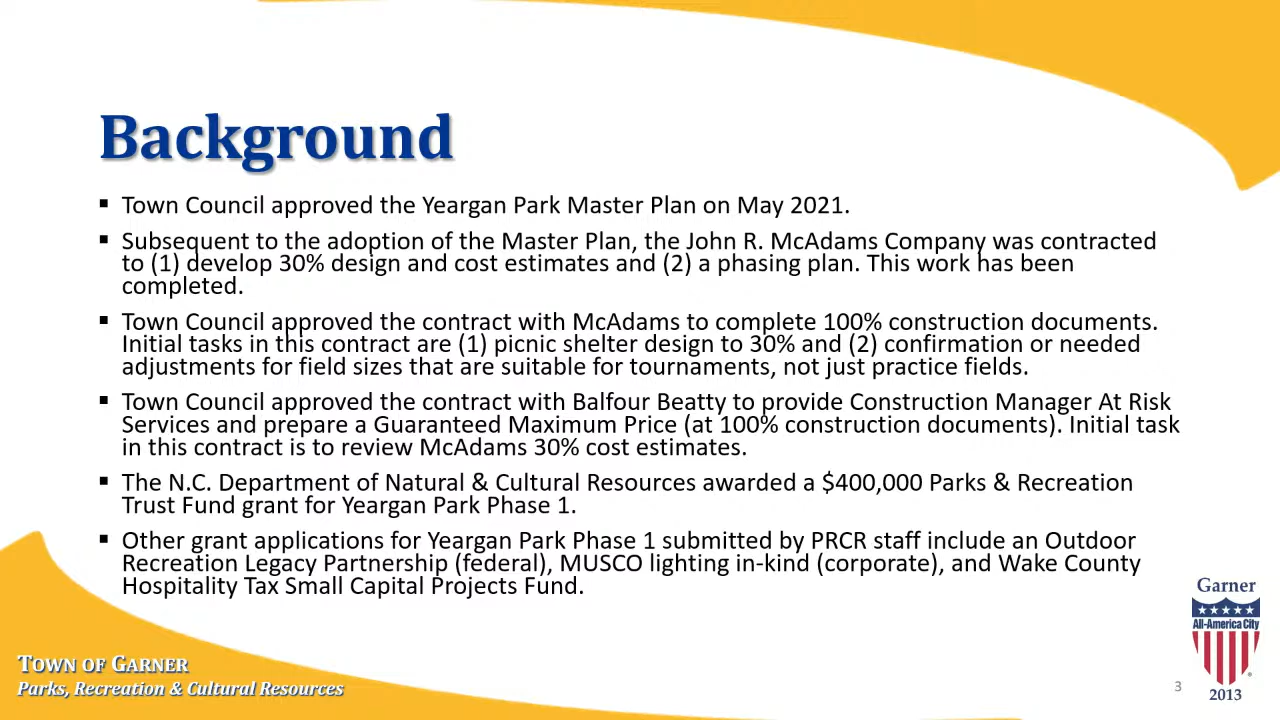 Background
▪ Town Council approved the Yeargan Park Master Plan on May 2021.
▪ Subsequent to the adoption of the Master Plan, the John R. McAdams Company was contracted
to (1) develop 30% design and cost estimates and (2) a phasing plan. This work has been
completed.
▪ Town Council approved the contract with McAdams to complete 100% construction documents.
Initial tasks in this contract are (1) picnic shelter design to 30% and (2) confirmation or needed
adjustments for field sizes that are suitable for tournaments, not just practice fields.
▪ Town Council approved the contract with Balfour Beatty to provide Construction Manager At Risk
Services and prepare a Guaranteed Maximum Price (at 100% construction documents). Initial task
in this contract is to review McAdams 30% cost estimates.
▪ The N.C. Department of Natural & Cultural Resources awarded a $400,000 Parks & Recreation
Trust Fund grant for Yeargan Park Phase 1.
▪ Other grant applications for Yeargan Park Phase 1 submitted by PRCR staff include an Outdoor
Recreation Legacy Partnership (federal), MUSCO lighting in-kind (corporate), and Wake County
Hospitality Tax Small Capital Projects Fund.
Town of Garner
Parks, Recreation & Cultural Resources
3
Garner
All-America City
2013